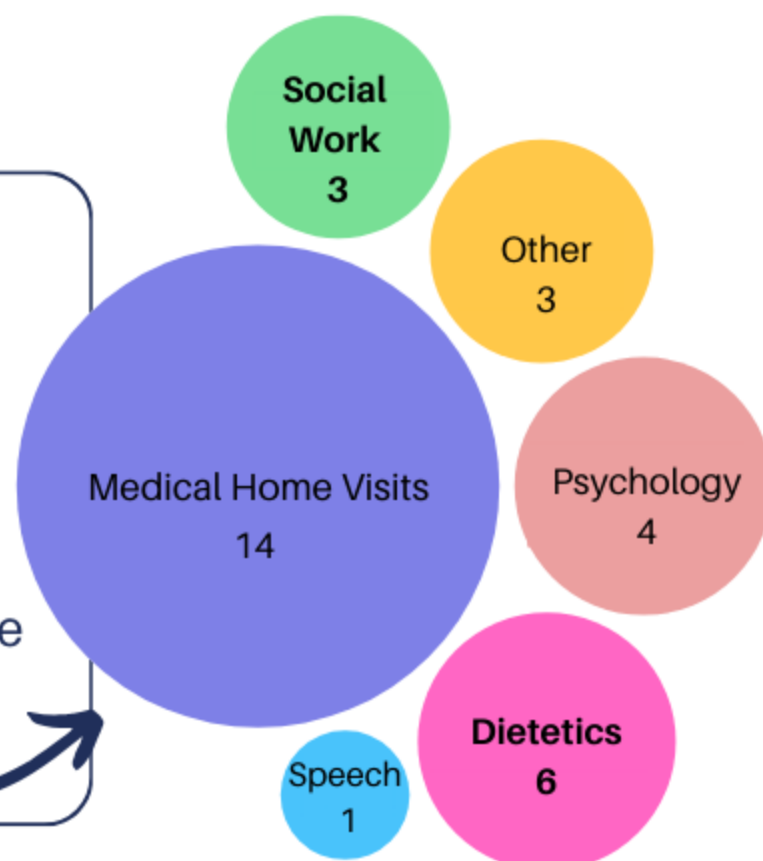 Social
Work
3
Other
3
Medical Home Visits
14
Psychology
4
e
Dietetics
6
Speech
1